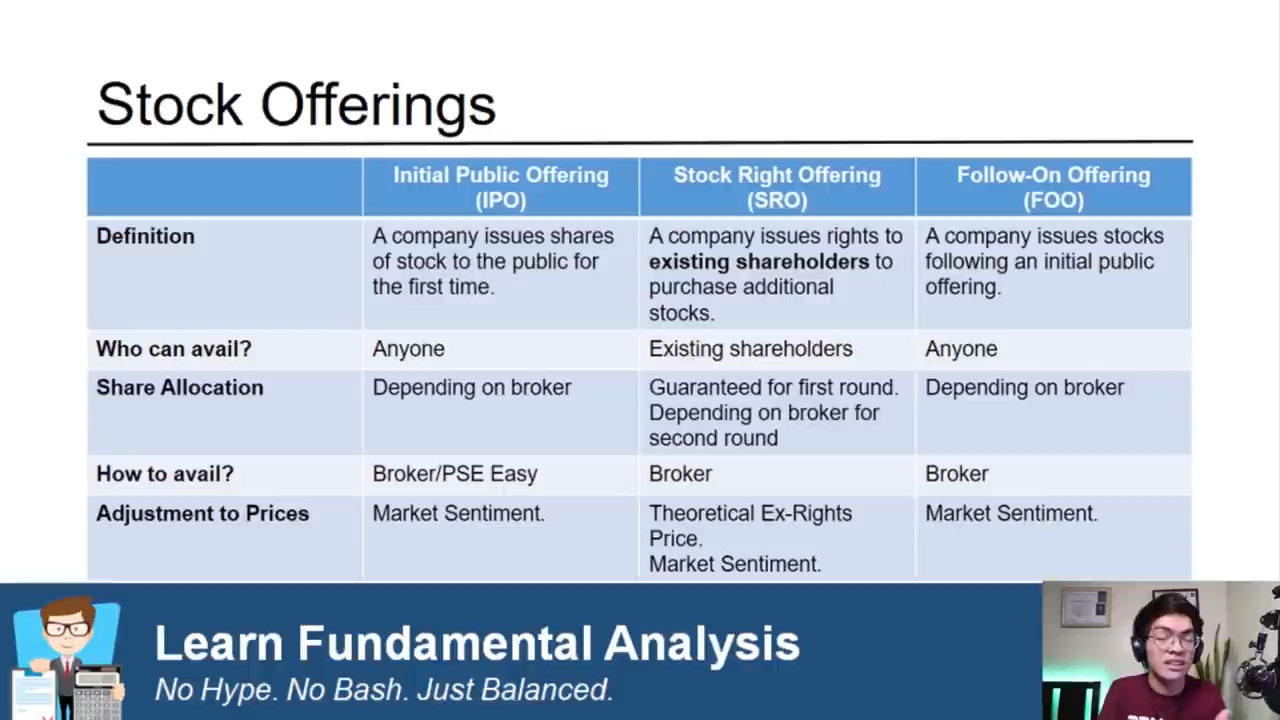 Stock Offerings
Initial Public Offering
(IPO)
Stock Right Offering
(SRO)
Follow-On Offering
(FOO)
Definition
A company issues shares
of stock to the public for
the first time.
A company issues rights to
existing shareholders to
purchase additional
stocks.
A company issues stocks
following an initial public
offering.
Who can avail?
Anyone
Existing shareholders
Anyone
Share Allocation
Depending on broker
Guaranteed for first round.
Depending on broker for
second round
Depending on broker
How to avail?
Broker/PSE Easy
Broker
Broker
Adjustment to Prices
Market Sentiment.
Theoretical Ex-Rights
Price.
Market Sentiment.
Market Sentiment.
Learn Fundamental Analysis
No Hype. No Bash. Just Balanced.